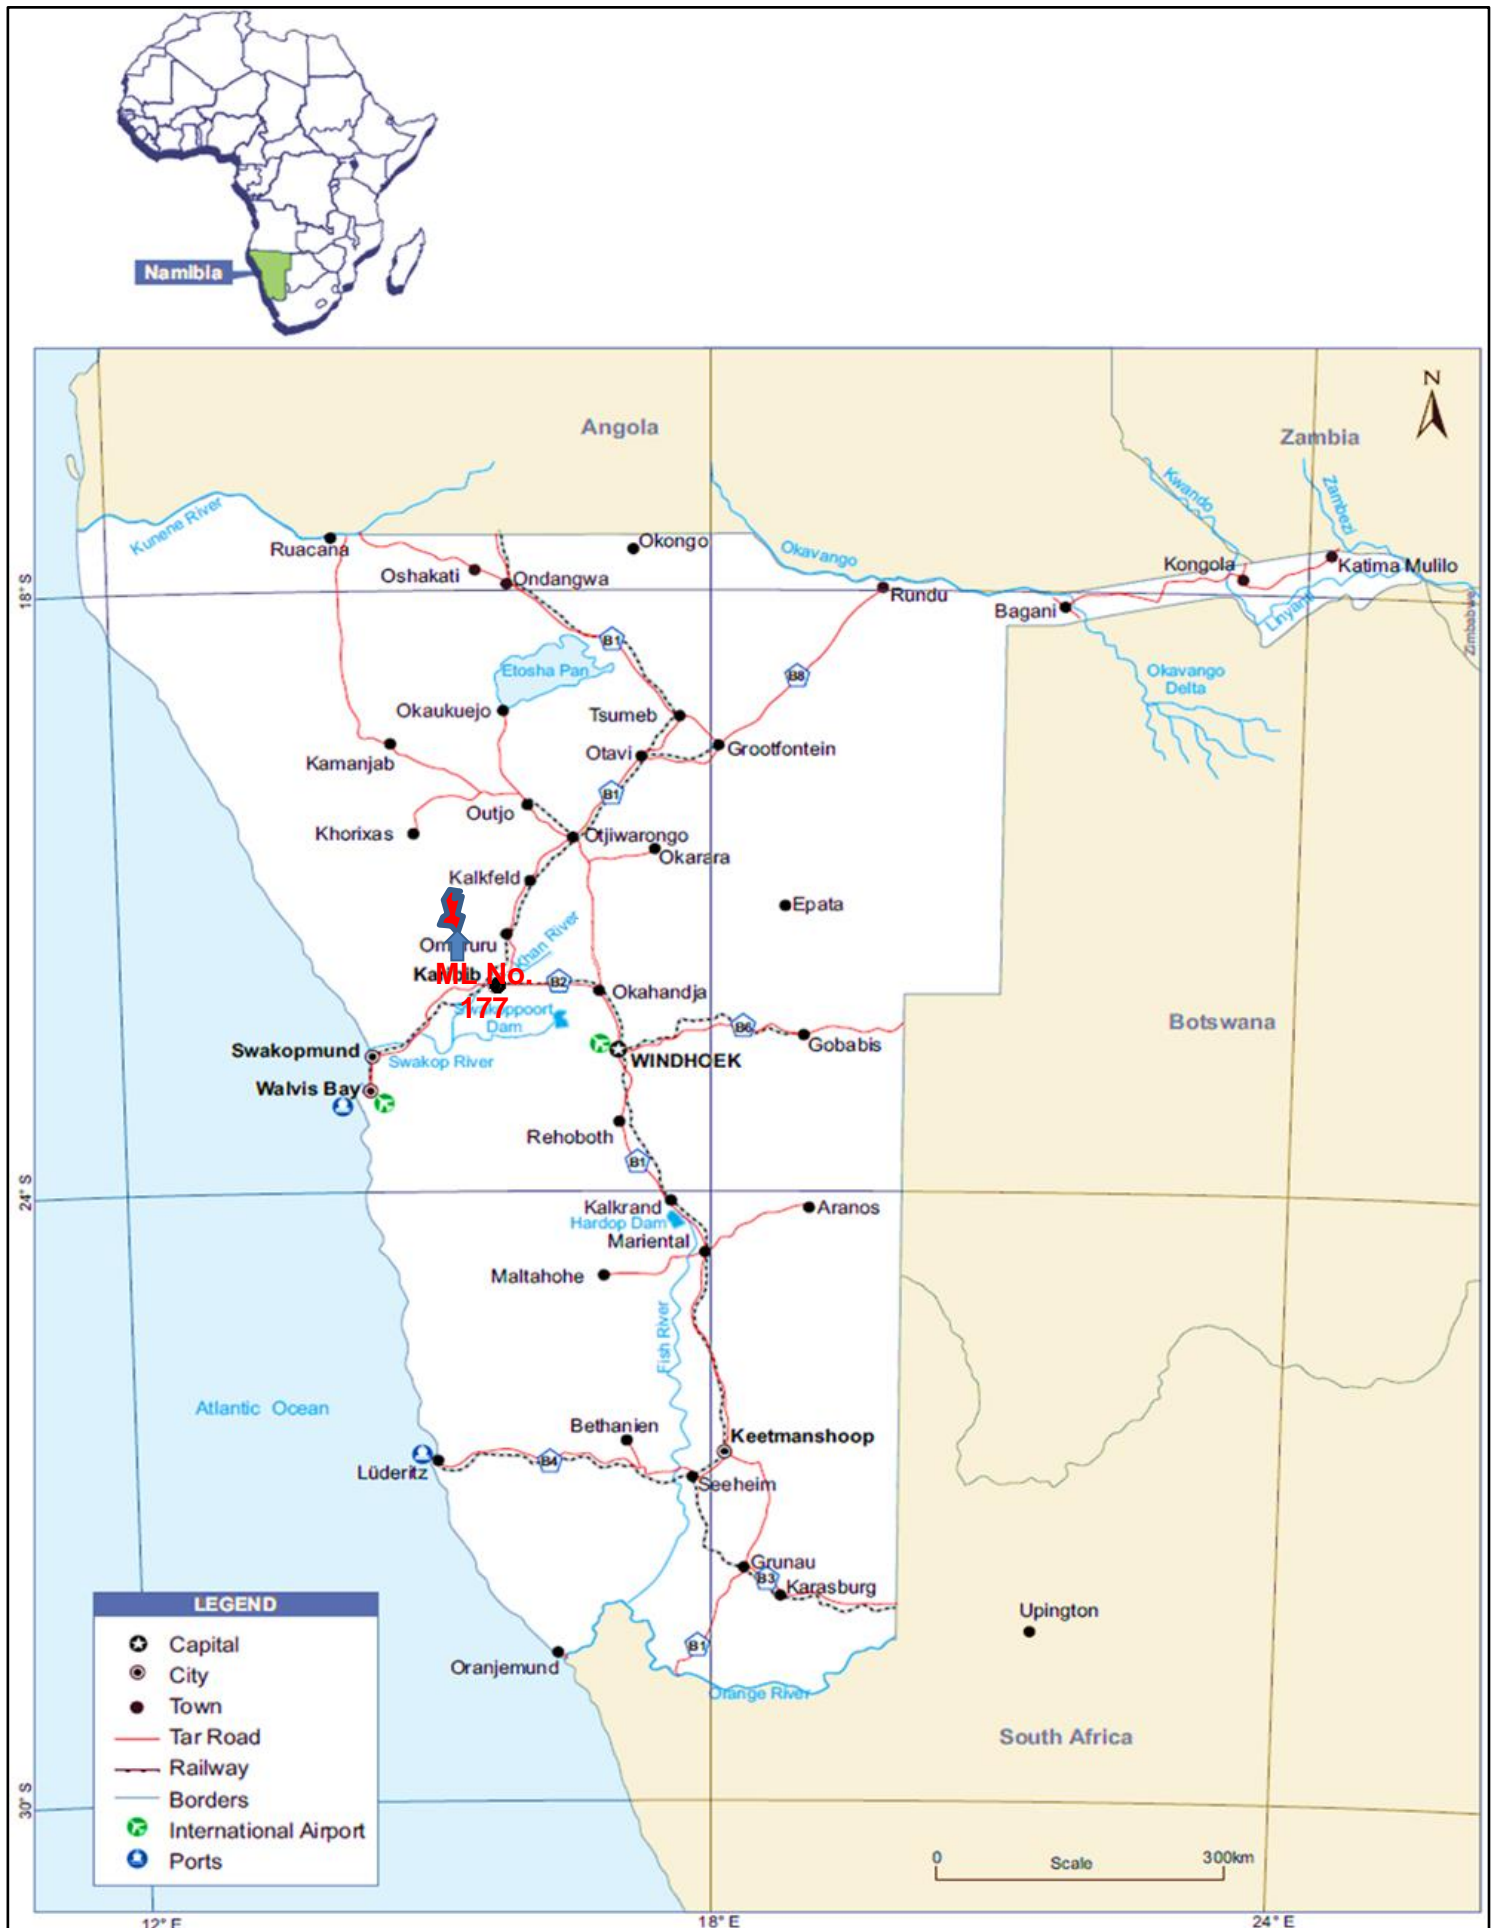 Namibia
N
Angola
Zambia
Kwando
Zambezi
Kunene River
Ruacana
Okongo
Okavango
Oshakati
Ondangwa
Kongola
Katima Mulilo
Rundu
Bagani
Linyanti
Zimbabwe
18°S
B1
Etosha Pan
B8
Okavango
Delta
Okaukuejo
Tsumeb
Kamanjab
Otavi
Grootfontein
B1
Outjo
Khorixas
Otjiwarongo
Okarara
Kalkfeld
Epata
Khan River
ML No.
177
B2
Okahandja
Swakoppoort
Dam
B6
Gobabis
Botswana
Swakopmund
Swakop River
WINDHOEK
Walvis Bay
Rehoboth
B1
24°S
Kalkrand
Aranos
Hardop Dam
Mariental
Maltahohe
Fish River
Atlantic Ocean
Bethanien
Keetmanshoop
Lüderitz
B4
Seeheim
Grunau
B3
Karasburg
Upington
B1
Oranjemund
Orange River
South Africa
LEGEND
Capital
City
Town
Tar Road
Railway
Borders
International Airport
Ports
30°S
0
Scale
300km
12°E
18°E
24°E